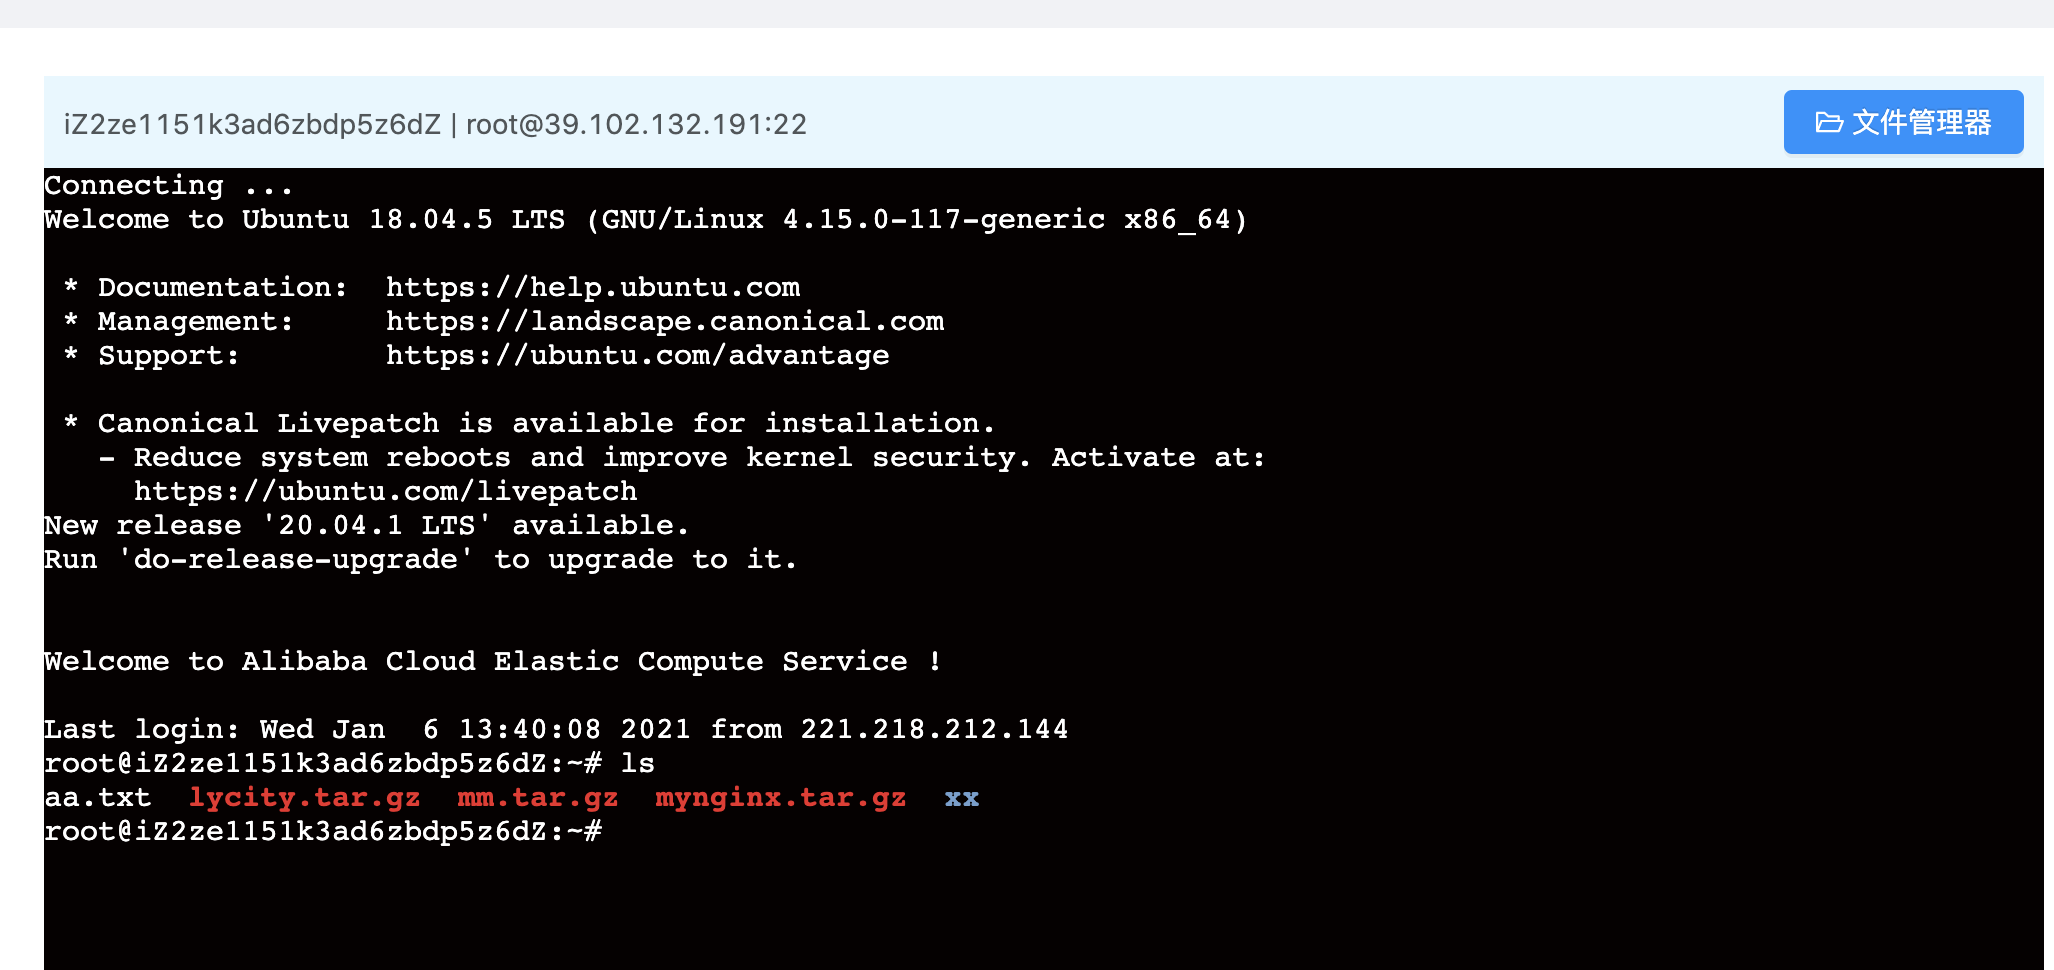 iZ2ze1151k3ad6zbdp5z6dZ | root@39.102.132.191:22
文件管理器
Connecting ...
Welcome to Ubuntu 18.04.5 LTS (GNU/Linux 4.15.0-117-generic x86_64)
* Documentation:  https://help.ubuntu.com
* Management:     https://landscape.canonical.com
* Support:        https://ubuntu.com/advantage
* Canonical Livepatch is available for installation.
- Reduce system reboots and improve kernel security. Activate at:
https://ubuntu.com/livepatch
New release '20.04.1 LTS' available.
Run 'do-release-upgrade' to upgrade to it.
Welcome to Alibaba Cloud Elastic Compute Service !
Last login: Wed Jan  6 13:40:08 2021 from 221.218.212.144
root@iZ2ze1151k3ad6zbdp5z6dZ:~# ls
aa.txt  lycity.tar.gz  mm.tar.gz  mynginx.tar.gz  xx
root@iZ2ze1151k3ad6zbdp5z6dZ:~#